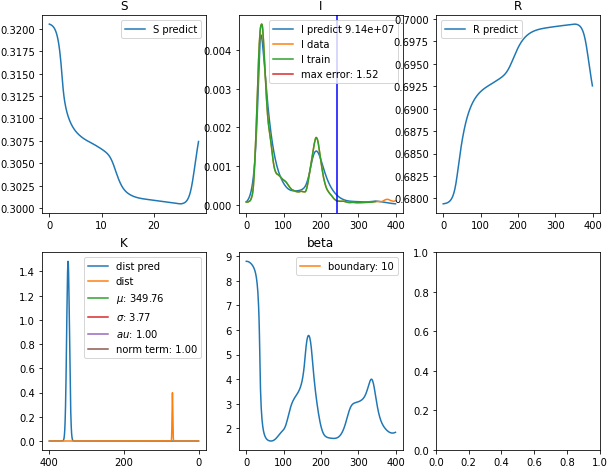 S
0.3200
0.3175
0.3150
0.3125
0.3100
0.3075
0.3050
0.3025
0.3000
0 10 20
S predict
I
0.004
0.003
0.002
0.001
0.000
0 100 200 300 400
I predict 9.14e+07
I data
I train
max error: 1.52
R
0.7000
0.6975
0.6950
0.6925
0.6900
0.6875
0.6850
0.6825
0.6800
0 100 200 300 400
R predict
K
1.4
1.2
1.0
0.8
0.6
0.4
0.2
0.0
400 200 0
dist pred
dist
μ: 349.76
σ: 3.77
au: 1.00
norm term: 1.00
beta
9
8
7
6
5
4
3
2
0 100 200 300 400
boundary: 10
1.0
0.8
0.6
0.4
0.2
0.0
0.0 0.2 0.4 0.6 0.8 1.0